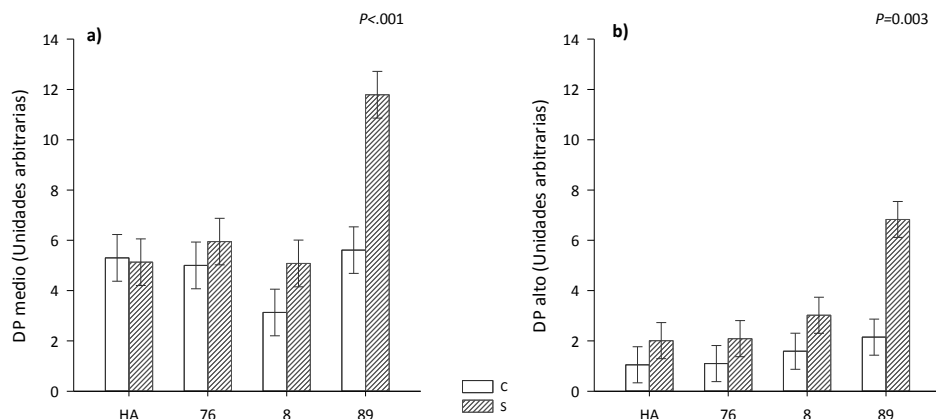 P<.001
a)
DP medio (Unidades arbitrarias)
14
12
10
8
6
4
2
0
HA 76 8 89
C
S
P=0.003
b)
DP alto (Unidades arbitrarias)
14
12
10
8
6
4
2
0
HA 76 8 89